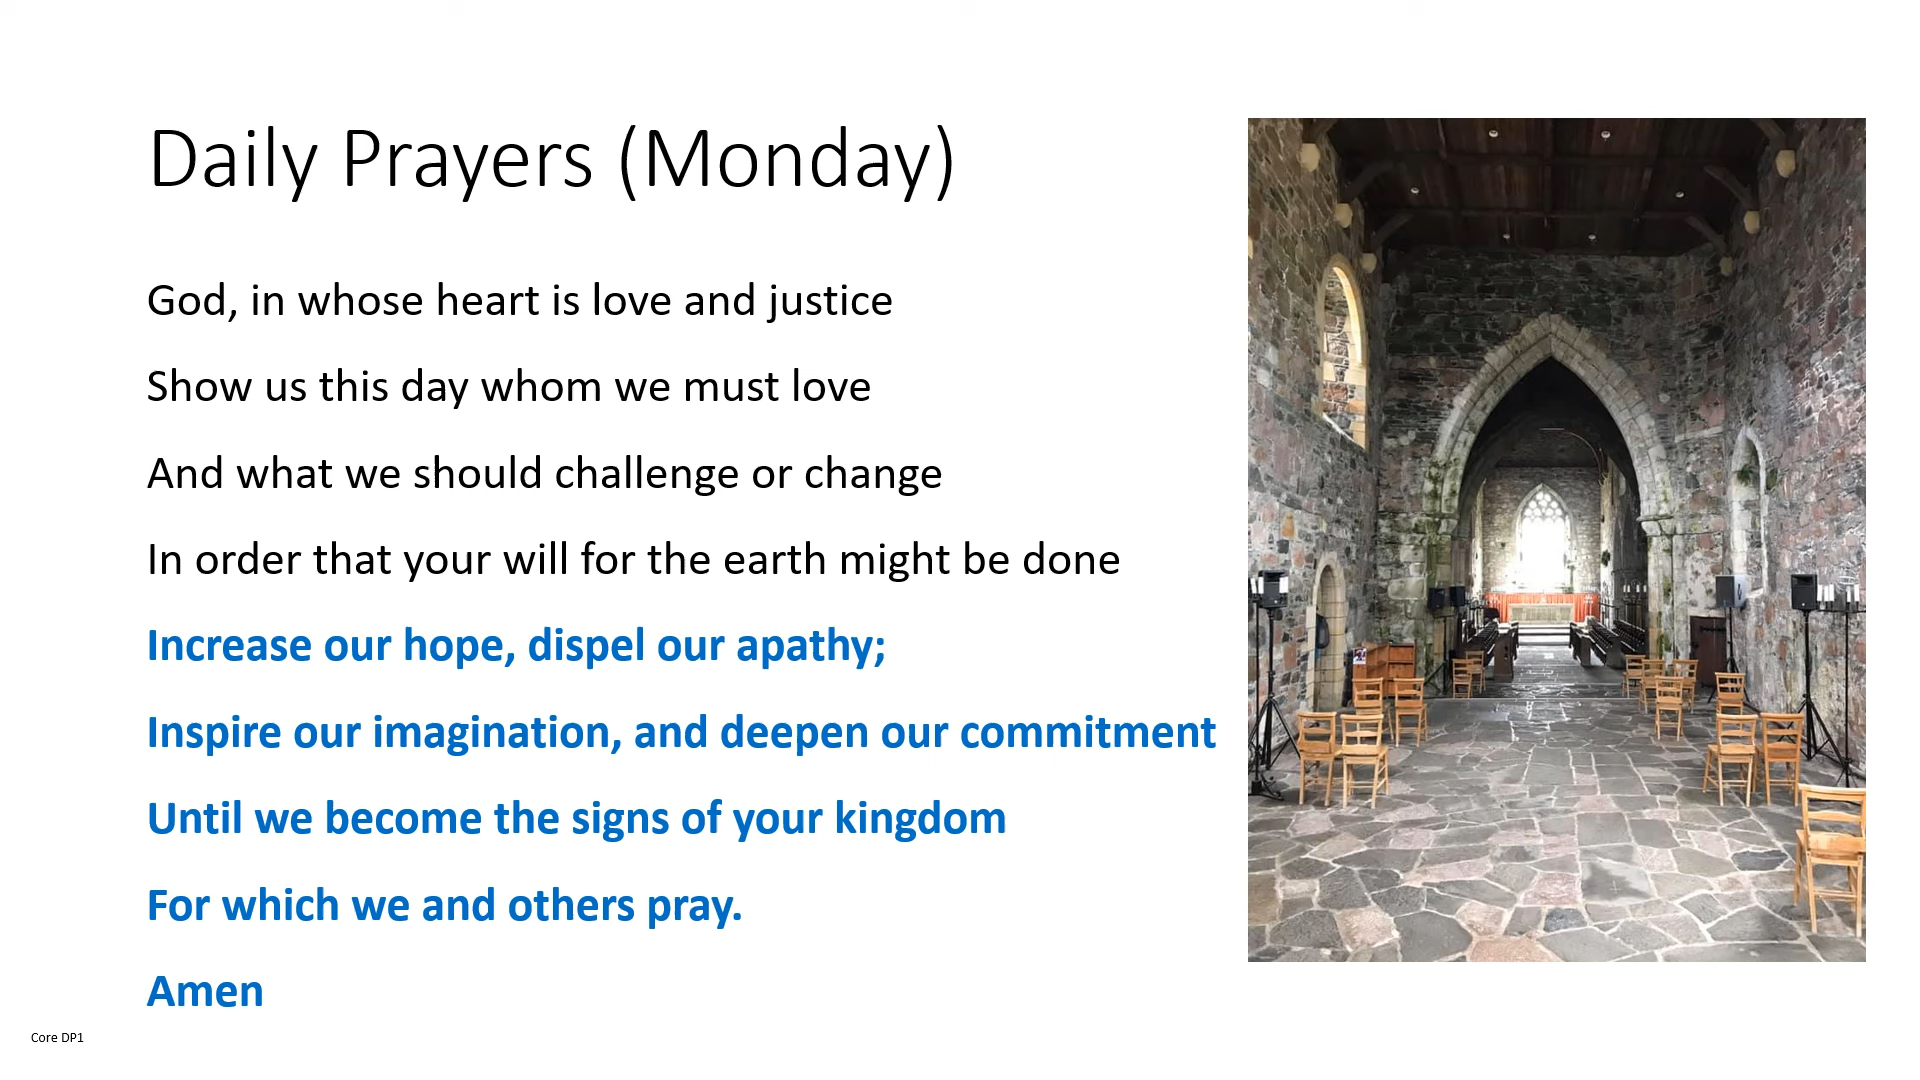 Daily Prayers (Monday)
God, in whose heart is love and justice
Show us this day whom we must love
And what we should challenge or change
In order that your will for the earth might be done
Increase our hope, dispel our apathy;
Inspire our imagination, and deepen our commitment
Until we become the signs of your kingdom
For which we and others pray.
Amen
Core DP1